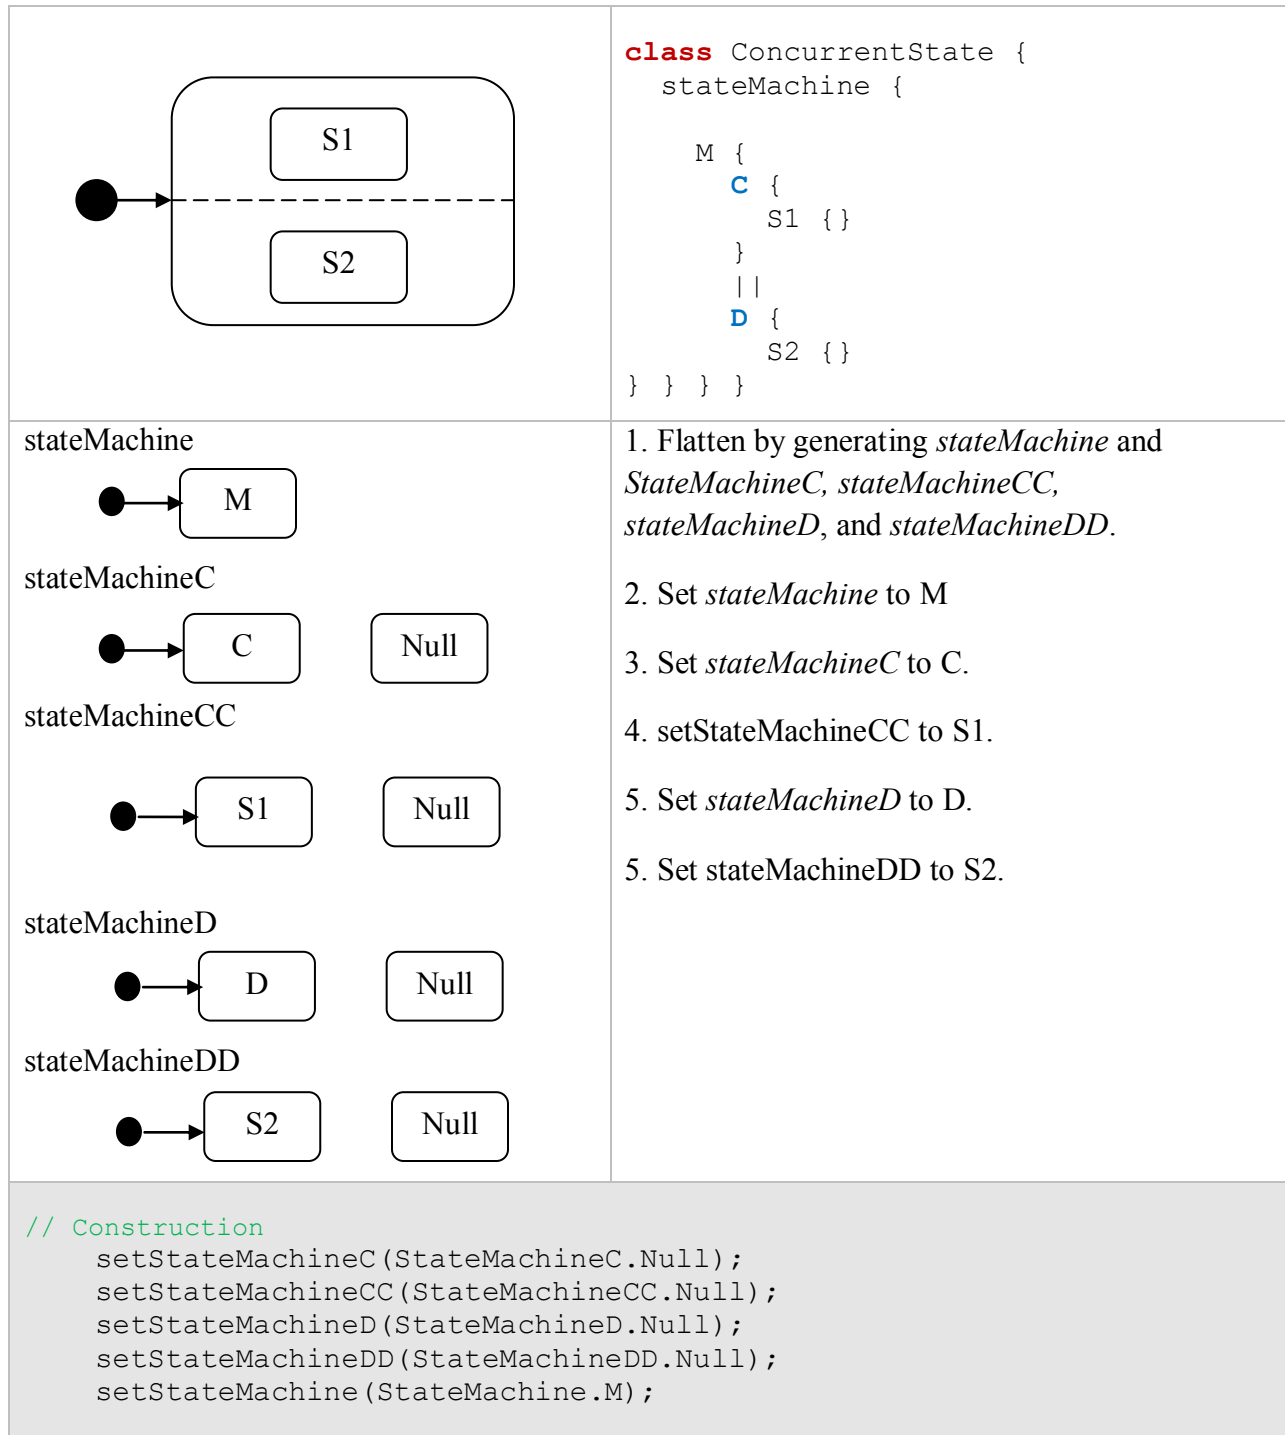 S1
S2
class ConcurrentState {
stateMachine {
M {
C {
S1 {}
}
||
D {
S2 {}
} } } }
stateMachine
M
stateMachineC
C Null
stateMachineCC
S1 Null
stateMachineD
D Null
stateMachineDD
S2 Null
1. Flatten by generating stateMachine and
StateMachineC, stateMachineCC,
stateMachineD, and stateMachineDD.
2. Set stateMachine to M
3. Set stateMachineC to C.
4. setStateMachineCC to S1.
5. Set stateMachineD to D.
5. Set stateMachineDD to S2.
// Construction
setStateMachineC(StateMachineC.Null);
setStateMachineCC(StateMachineCC.Null);
setStateMachineD(StateMachineD.Null);
setStateMachineDD(StateMachineDD.Null);
setStateMachine(StateMachine.M);